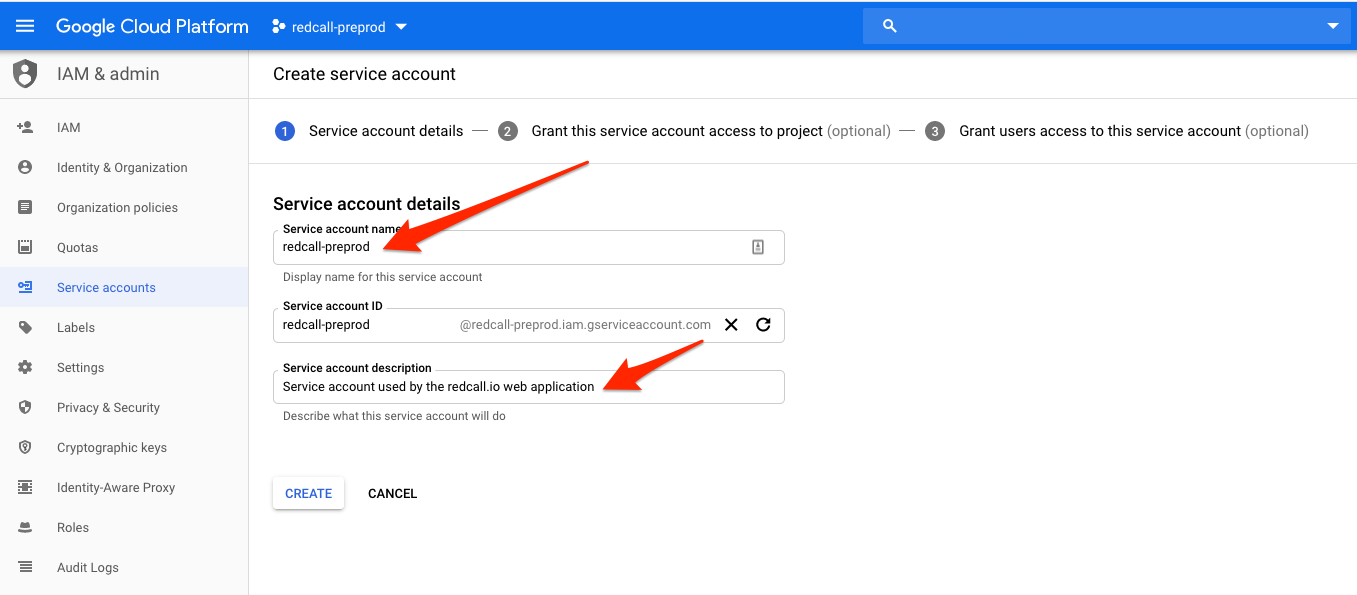 Google Cloud Platform redcall-preprod
IAM & admin
Create service account
IAM
Identity & Organization
Organization policies
Quotas
Service accounts
Labels
Settings
Privacy & Security
Cryptographic keys
Identity-Aware Proxy
Roles
Audit Logs
1 Service account details — 2 Grant this service account access to project (optional) — 3 Grant users access to this service account (optional)
Service account details
Service account name
redcall-preprod
Display name for this service account
Service account ID
redcall-preprod @redcall-preprod.iam.gserviceaccount.com
Service account description
Service account used by the redcall.io web application
Describe what this service account will do
CREATE CANCEL